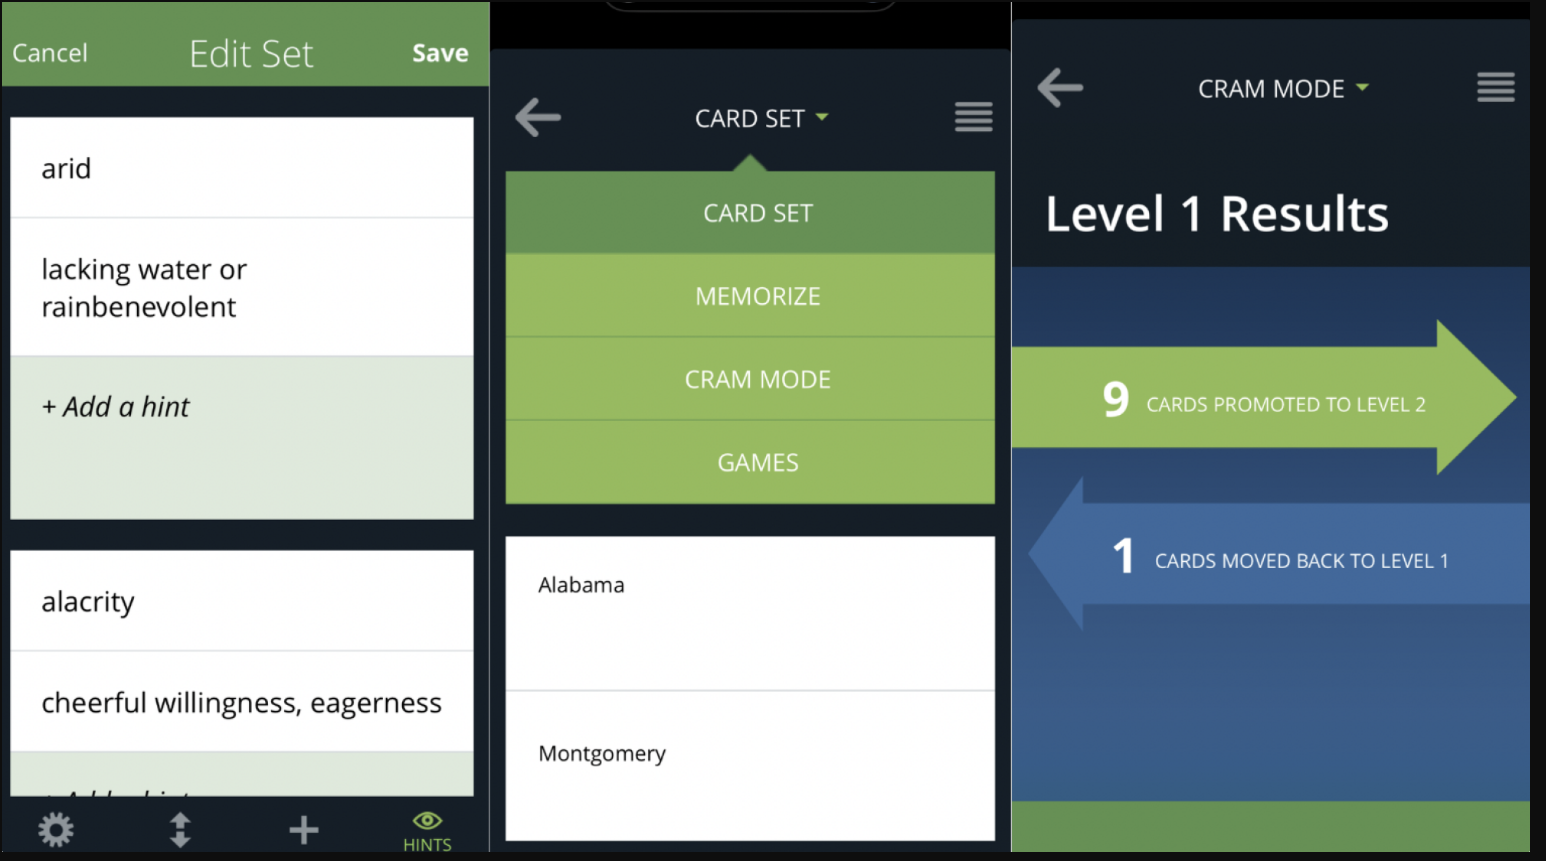 Cancel
Edit Set
Save
arid
lacking water or
rainbenevolent
+ Add a hint
alacrity
cheerful willingness, eagerness
HINTS
CARD SET
CARD SET
MEMORIZE
CRAM MODE
GAMES
Alabama
Montgomery
CRAM MODE
Level 1 Results
9 CARDS PROMOTED TO LEVEL 2
1 CARDS MOVED BACK TO LEVEL 1